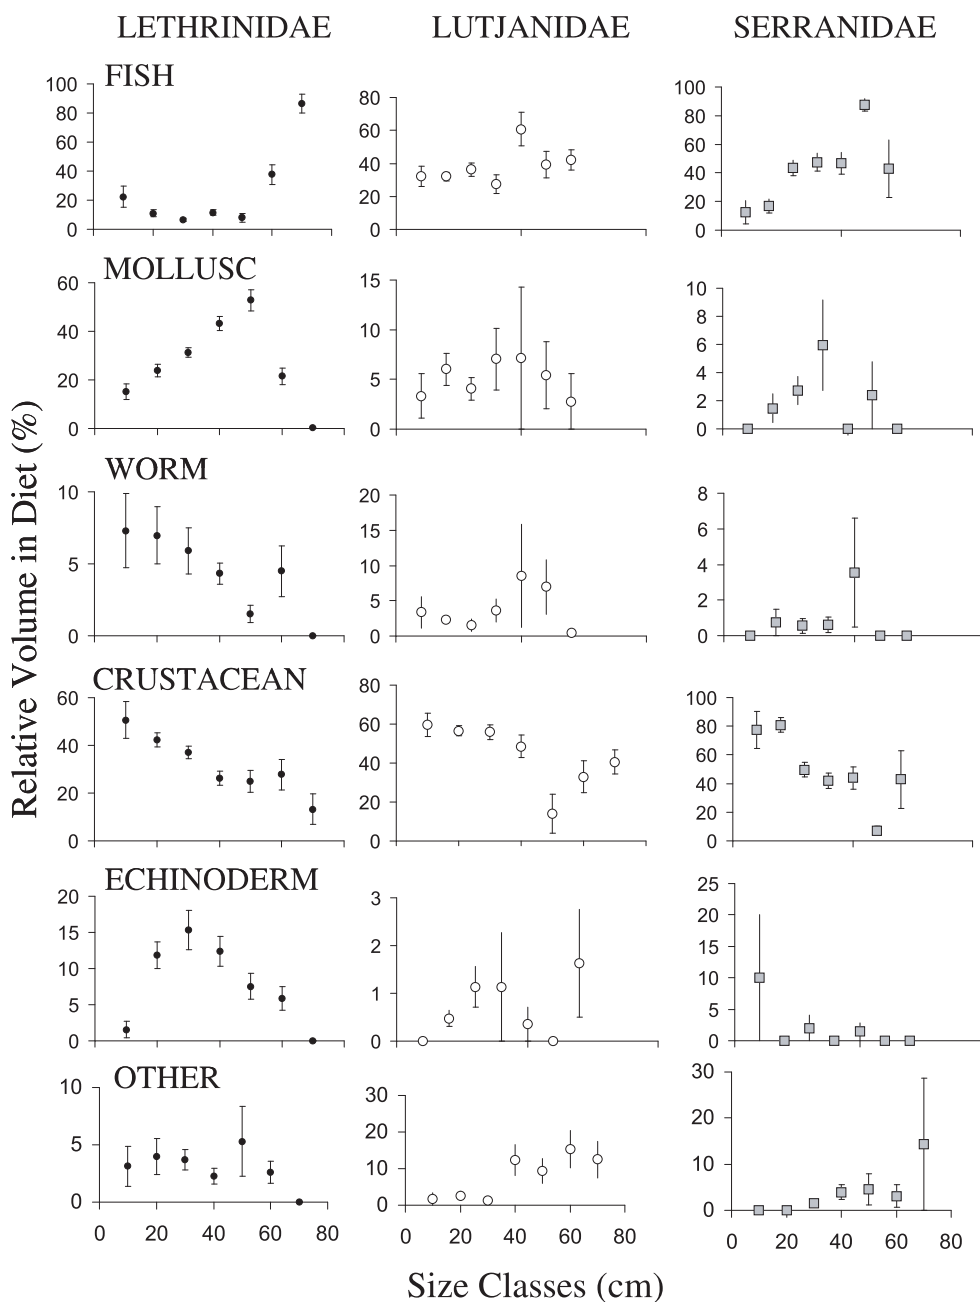 LETHRINIDAE LUTJANIDAE SERRANIDAE
FISH
100 80 60 40 20 0
80 60 40 20 0
100 80 60 40 20 0
MOLLUSC
60 40 20 0
15 10 5 0
10 8 6 4 2 0
WORM
10 5 0
20 15 10 5 0
8 6 4 2 0
CRUSTACEAN
60 40 20 0
80 60 40 20 0
100 80 60 40 20 0
ECHINODERM
20 15 10 5 0
3 2 1 0
25 20 15 10 5 0
OTHER
10 5 0
30 20 10 0
30 20 10 0
0 20 40 60 80 0 20 40 60 80 0 20 40 60 80
Relative Volume in Diet (%)
Size Classes (cm)